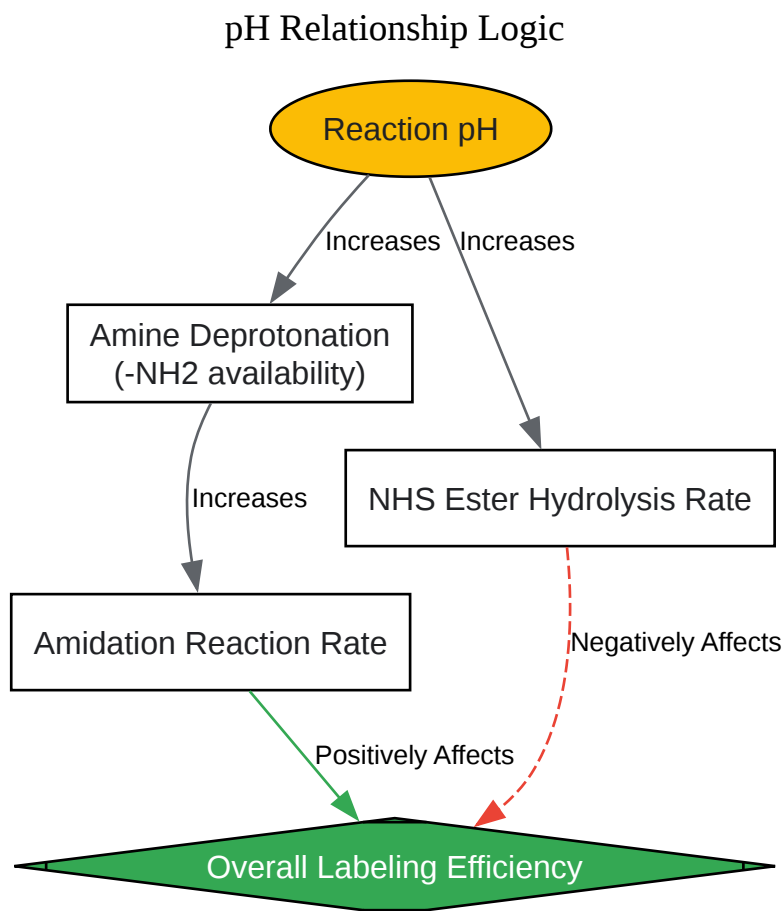 pH Relationship Logic
Reaction pH
Increases
Increases
Amine Deprotonation
(-NH2 availability)
Increases
NHS Ester Hydrolysis Rate
Amidation Reaction Rate
Negatively Affects
Positively Affects
Overall Labeling Efficiency